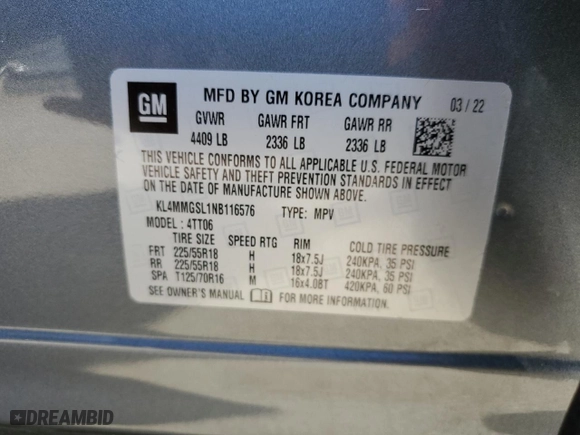 GM MFD BY GM KOREA COMPANY 03/22
GVWR GAWR FRT GAWR RR
4409 LB 2336 LB 2336 LB
THIS VEHICLE CONFORMS TO ALL APPLICABLE U.S. FEDERAL MOTOR
VEHICLE SAFETY AND THEFT PREVENTION STANDARDS IN EFFECT
ON THE DATE OF MANUFACTURE SHOWN ABOVE.
KL4MMGSL1NB116576 TYPE: MPV
MODEL: 4TT06
TIRE SIZE SPEED RTG RIM COLD TIRE PRESSURE
FRT 225/55R18 H 18x7.5J 240KPA, 35 PSI
RR 225/55R18 H 18x7.5J 240KPA, 35 PSI
SPA T125/70R16 M 16x4.0BT 420KPA, 60 PSI
SEE OWNER'S MANUAL FOR MORE INFORMATION.
DREAMBID